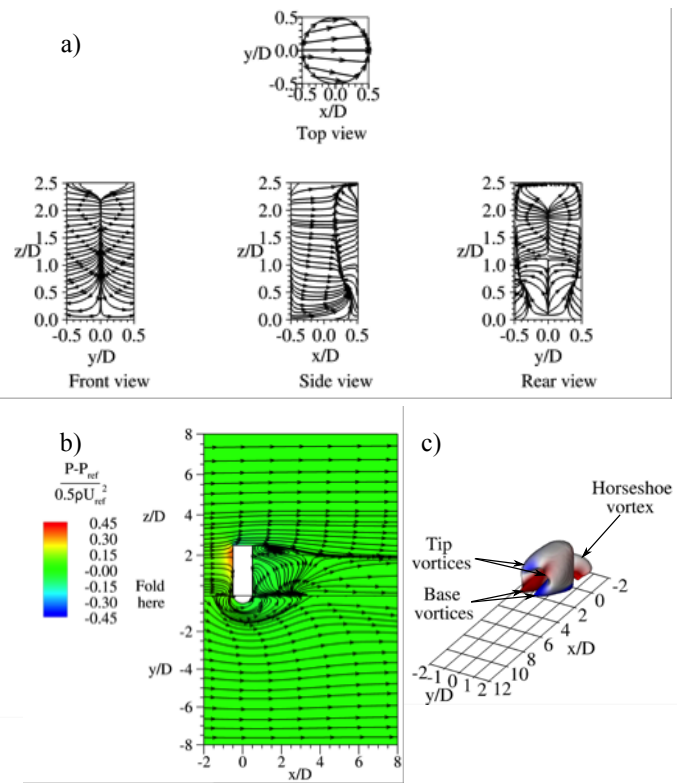 a)
0.5
y/D 0.0
-0.5
-0.5 0.0 0.5
x/D
Top view
2.5
2.0
z/D 1.5
1.0
0.5
0.0
-0.5 0.0 0.5
y/D
Front view
2.5
2.0
z/D 1.5
1.0
0.5
0.0
-0.5 0.0 0.5
x/D
Side view
2.5
2.0
z/D 1.5
1.0
0.5
0.0
-0.5 0.0 0.5
y/D
Rear view
b)
P-Pref
0.5ρUref²
0.45
0.30
0.15
-0.00
-0.15
-0.30
-0.45
8
6
z/D
4
2
Fold
here
-2
y/D
-4
-6
-8
-2 0 2 4 6 8
x/D
c)
Horseshoe
vortex
Tip
vortices
Base
vortices
-2
0
2
4
6
8
10
12
x/D
-2 -1 0 1 2
y/D